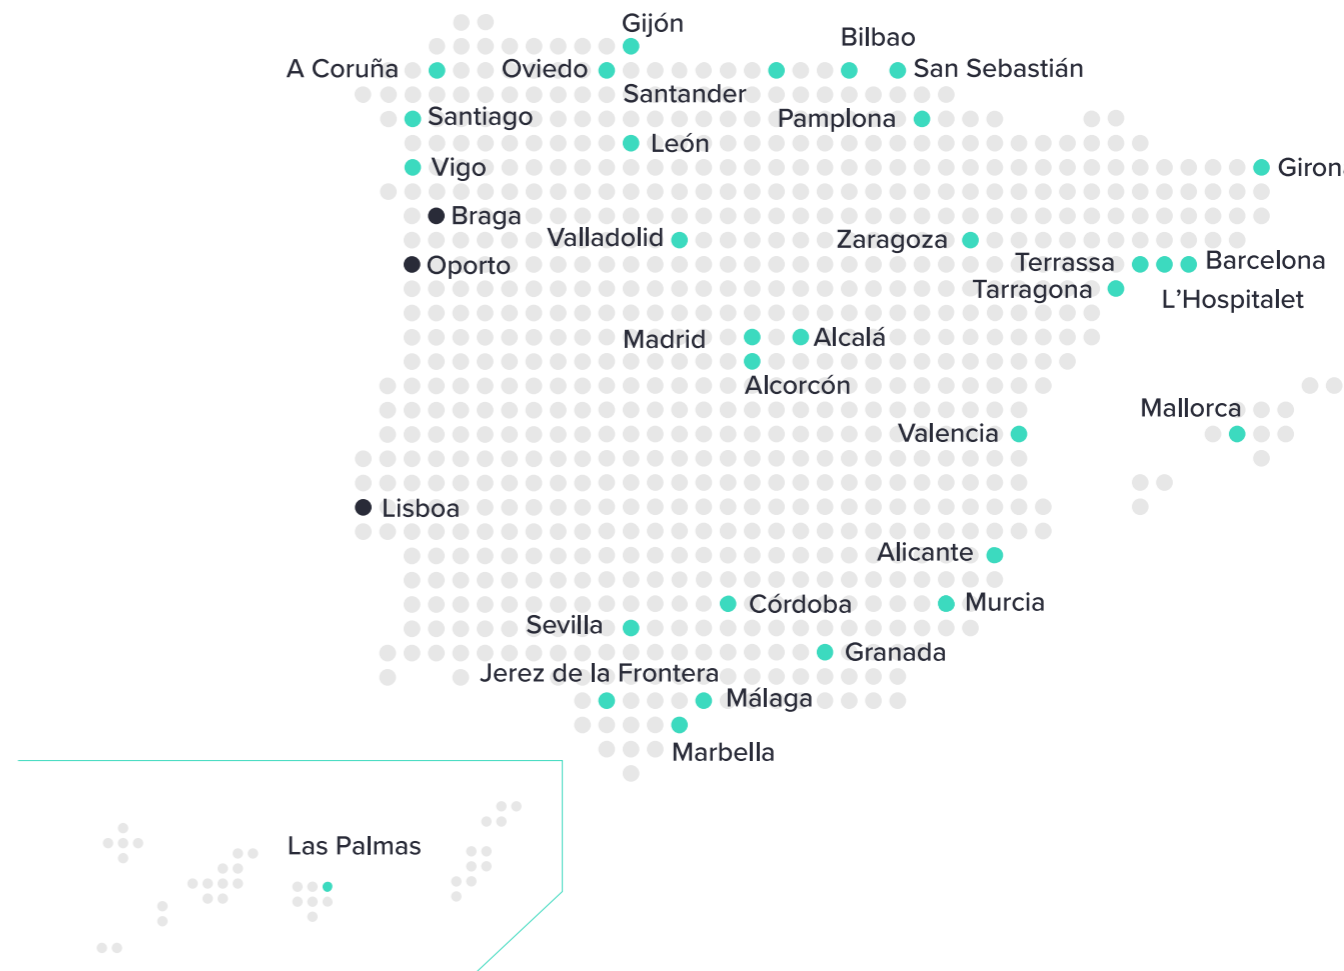 Gijón
Bilbao
A Coruña
Oviedo
San Sebastián
Santander
Santiago
Pamplona
León
Vigo
Giron
Braga
Valladolid
Zaragoza
Oporto
Terrassa
Barcelona
Tarragona
L'Hospitalet
Madrid
Alcalá
Alcorcón
Mallorca
Valencia
Lisboa
Alicante
Córdoba
Murcia
Sevilla
Granada
Jerez de la Frontera
Málaga
Marbella
Las Palmas